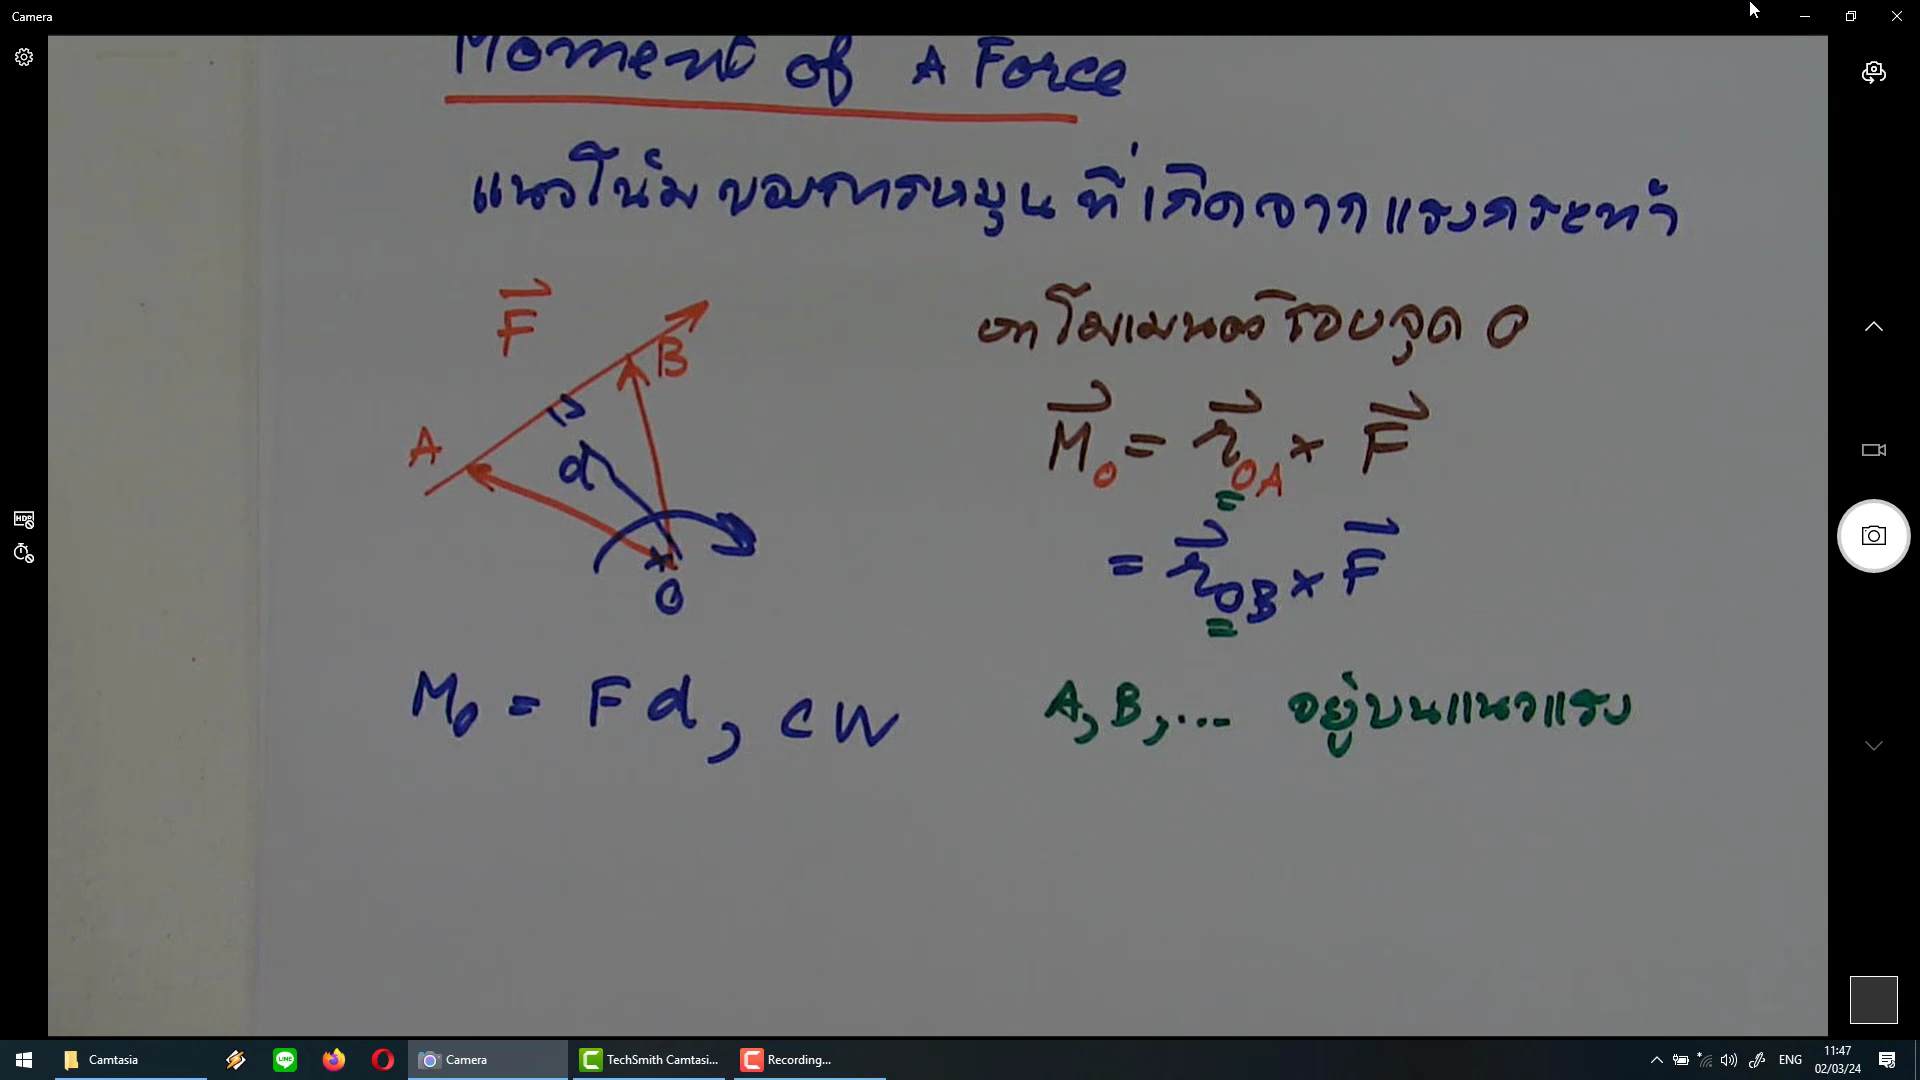 Camera
Moment of A Force
แนวโน้มของการหมุน ที่เกิดจากแรงกระทำ
F
A
B
d
O
หาโมเมนต์รอบจุด O
M_O = r_OA × F
= r_OB × F
M_O = Fd, CW
A, B, ... อยู่บนแนวแรง
HDR
Camtasia
Camera
TechSmith Camtasi...
Recording...
ENG
11:47
02/03/24